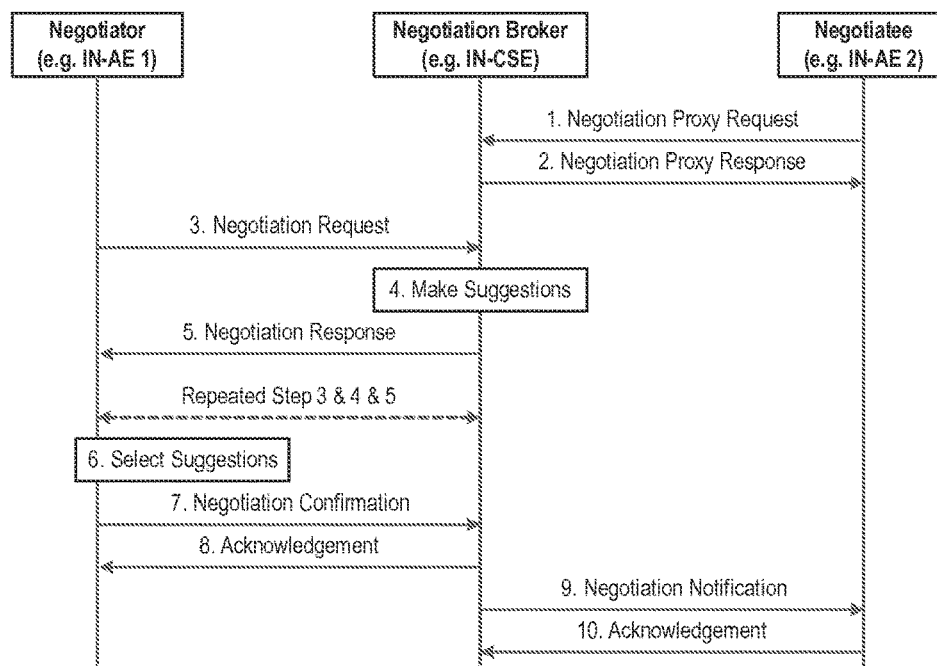 Negotiator
(e.g. IN-AE 1)
Negotiation Broker
(e.g. IN-CSE)
Negotiatee
(e.g. IN-AE 2)
1. Negotiation Proxy Request
2. Negotiation Proxy Response
3. Negotiation Request
4. Make Suggestions
5. Negotiation Response
Repeated Step 3 & 4 & 5
6. Select Suggestions
7. Negotiation Confirmation
8. Acknowledgement
9. Negotiation Notification
10. Acknowledgement